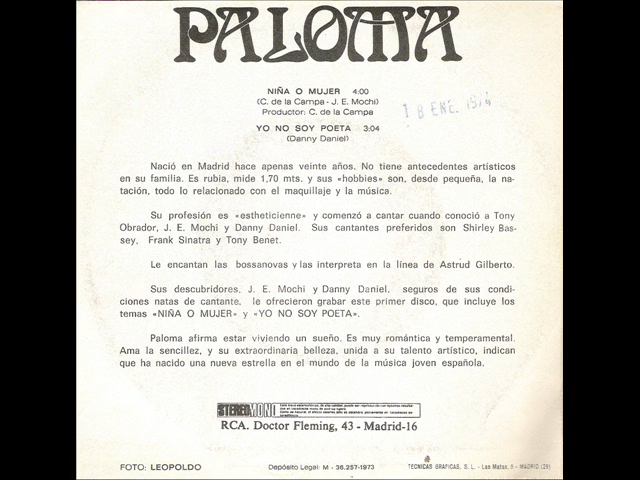 PALOMA
NIÑA O MUJER 4:00
(C. de la Campa - J. E. Mochi)
Productor: C. de la Campa
18 ENE. 1974
YO NO SOY POETA 3:04
(Danny Daniel)
Nació en Madrid hace apenas veinte años. No tiene antecedentes artísticos
en su familia. Es rubia, mide 1,70 mts. y sus «hobbies» son, desde pequeña, la na-
tación, todo lo relacionado con el maquillaje y la música.
Su profesión es «estheticienne» y comenzó a cantar cuando conoció a Tony
Obrador, J. E. Mochi y Danny Daniel. Sus cantantes preferidos son Shirley Bas-
sey, Frank Sinatra y Tony Benet.
Le encantan las bossanovas y las interpreta en la línea de Astrud Gilberto.
Sus descubridores, J. E. Mochi y Danny Daniel, seguros de sus condi-
ciones natas de cantante, le ofrecieron grabar este primer disco, que incluye los
temas «NIÑA O MUJER» y «YO NO SOY POETA».
Paloma afirma estar viviendo un sueño. Es muy romántica y temperamental.
Ama la sencillez, y su extraordinaria belleza, unida a su talento artístico, indican
que ha nacido una nueva estrella en el mundo de la música joven española.
STEREO MONO
RCA. Doctor Fleming, 43 - Madrid-16
FOTO: LEOPOLDO
Depósito Legal: M - 36.257-1973
TECNICAS GRAFICAS, S. L. - Las Matas, 5 - MADRID (29)